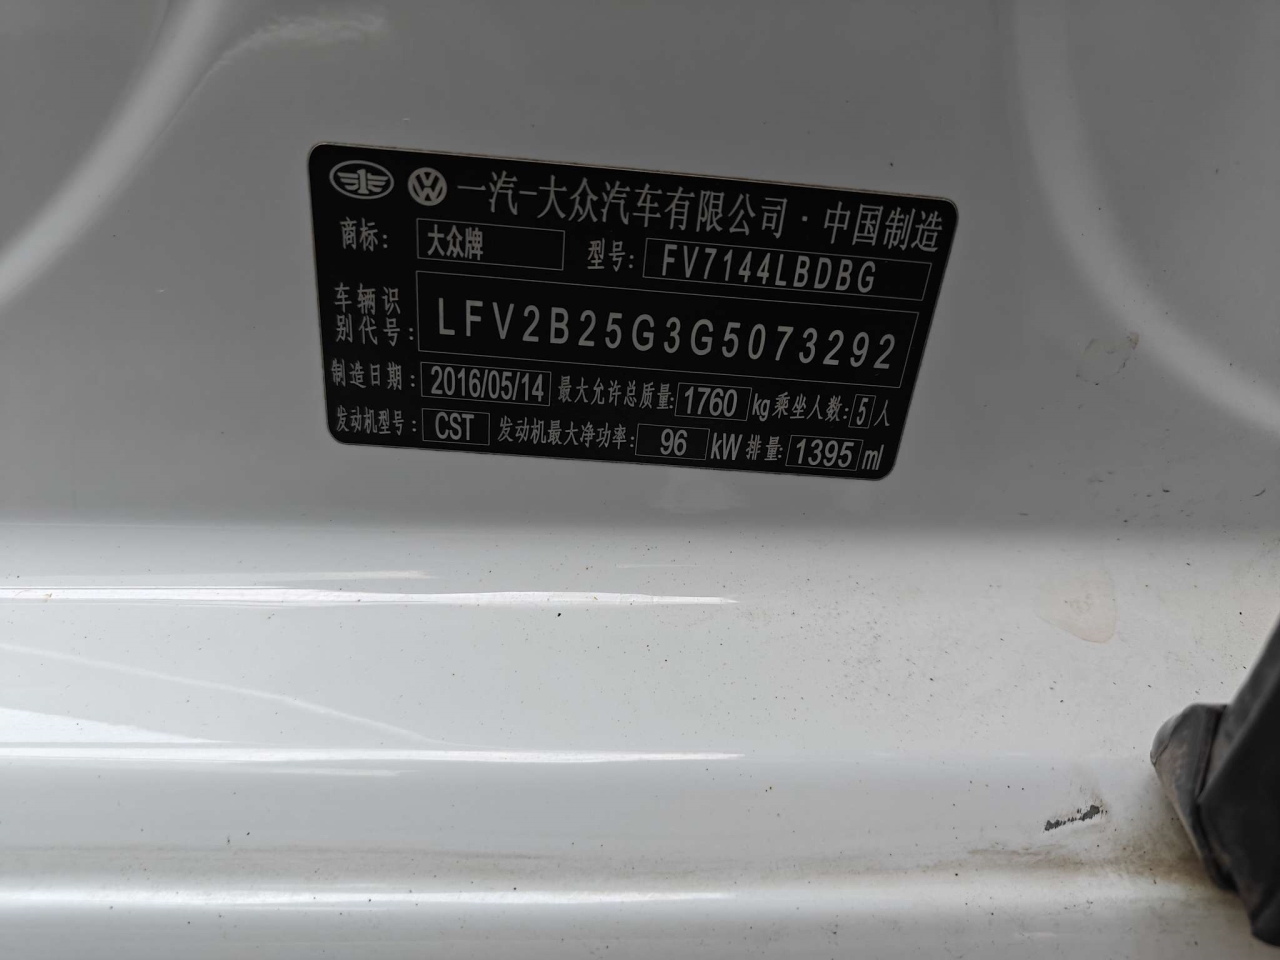 一汽-大众汽车有限公司·中国制造
商标: 大众牌 型号: FV7144LBDBG
车辆识别代号: LFV2B25G3G5073292
制造日期: 2016/05/14 最大允许总质量: 1760 kg 乘坐人数: 5 人
发动机型号: CST 发动机最大净功率: 96 kW 排量: 1395 ml